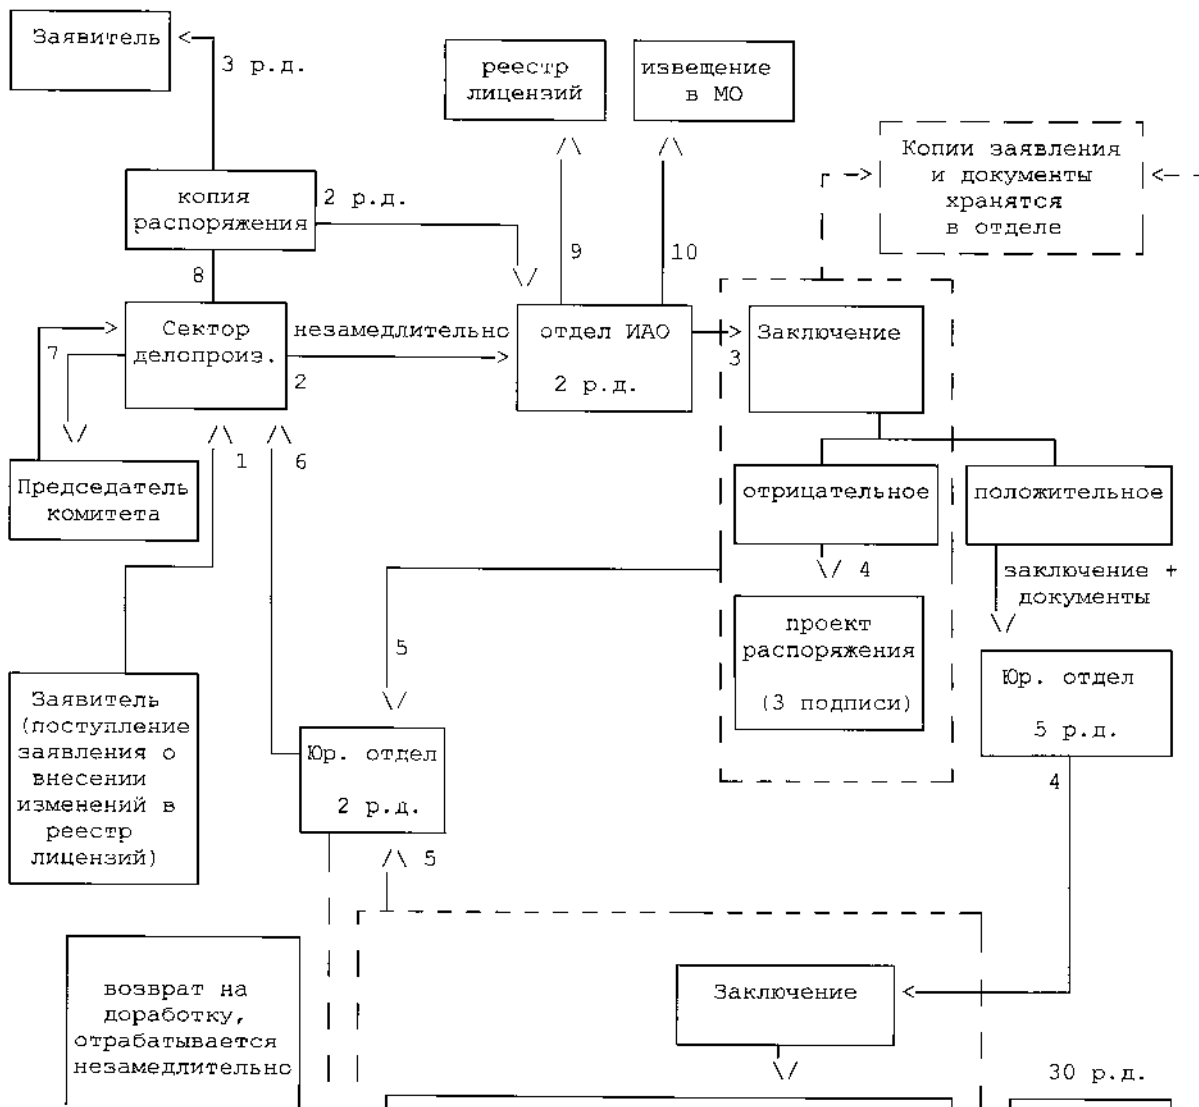 Заявитель
3 р.д.
реестр
лицензий
извещение
в МО
Копии заявления
и документы
хранятся
в отделе
копия
распоряжения
2 р.д.
8
9
10
Сектор
делопроиз.
незамедлительно
2
отдел ИАО
2 р.д.
3
Заключение
7
1
6
Председатель
комитета
отрицательное
положительное
4
заключение +
документы
проект
распоряжения
(3 подписи)
5
Юр. отдел
5 р.д.
4
Заявитель
(поступление
заявления о
внесении
изменений в
реестр
лицензий)
Юр. отдел
2 р.д.
5
возврат на
доработку,
отрабатывается
незамедлительно
Заключение
30 р.д.